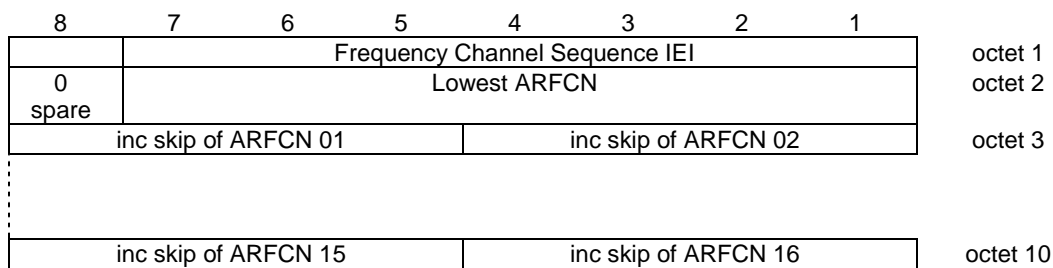 8 7 6 5 4 3 2 1
Frequency Channel Sequence IEI octet 1
0 Lowest ARFCN octet 2
spare
inc skip of ARFCN 01 inc skip of ARFCN 02 octet 3
inc skip of ARFCN 15 inc skip of ARFCN 16 octet 10